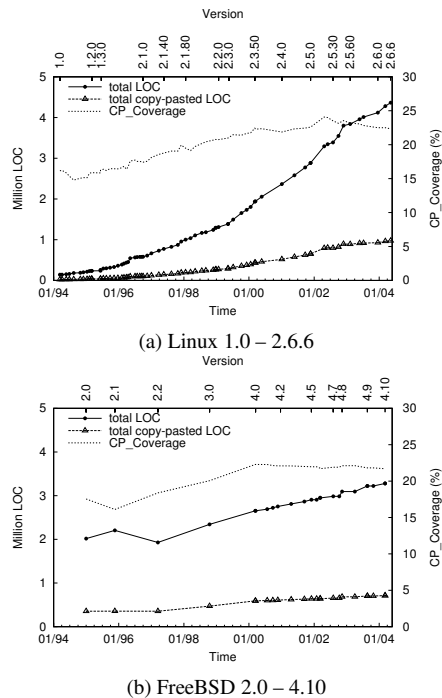 Version
1.0
1.2.0
1.3.0
2.1.0
2.1.40
2.1.80
2.2.0
2.3.0
2.3.50
2.4.0
2.5.0
2.5.30
2.5.60
2.6.0
2.6.6
total LOC
total copy-pasted LOC
CP_Coverage
Million LOC
5
4
3
2
1
0
30
25
20
15
10
5
0
CP_Coverage (%)
01/94 01/96 01/98 01/00 01/02 01/04
Time
(a) Linux 1.0 – 2.6.6
Version
2.0
2.1
2.2
3.0
4.0
4.2
4.5
4.7
4.8
4.9
4.10
total LOC
total copy-pasted LOC
CP_Coverage
Million LOC
5
4
3
2
1
0
30
25
20
15
10
5
0
CP_Coverage (%)
01/94 01/96 01/98 01/00 01/02 01/04
Time
(b) FreeBSD 2.0 – 4.10